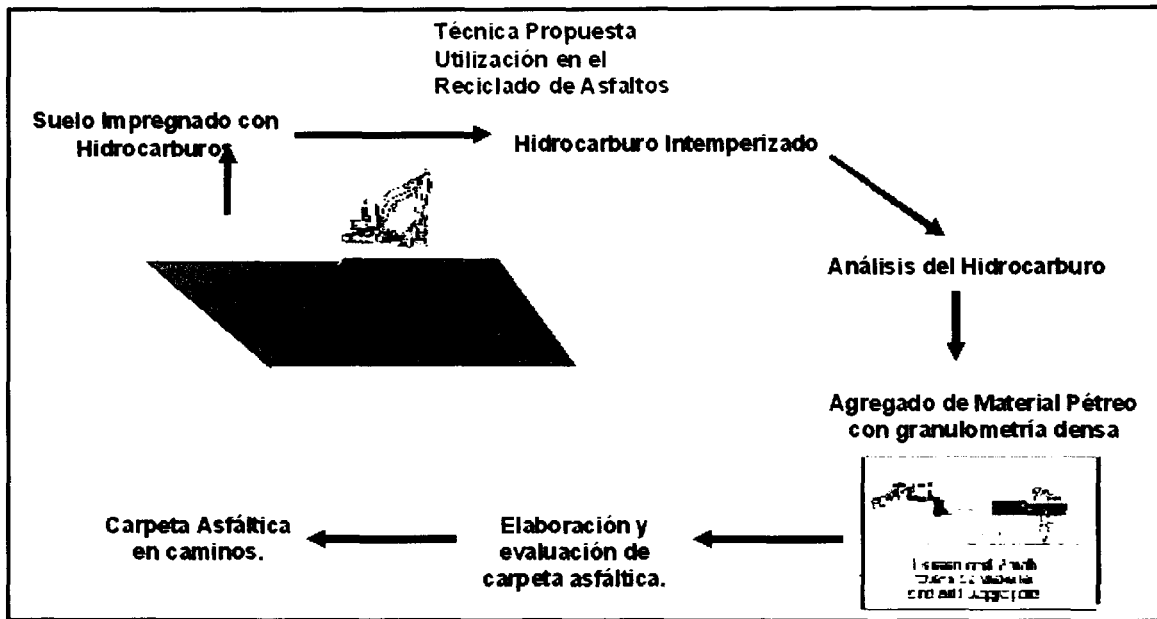 Técnica Propuesta
Utilización en el
Reciclado de Asfaltos
Suelo Impregnado con
Hidrocarburos
Hidrocarburo Intemperizado
Análisis del Hidrocarburo
Agregado de Material Pétreo
con granulometría densa
Elaboración y
evaluación de
carpeta asfáltica.
Carpeta Asfáltica
en caminos.